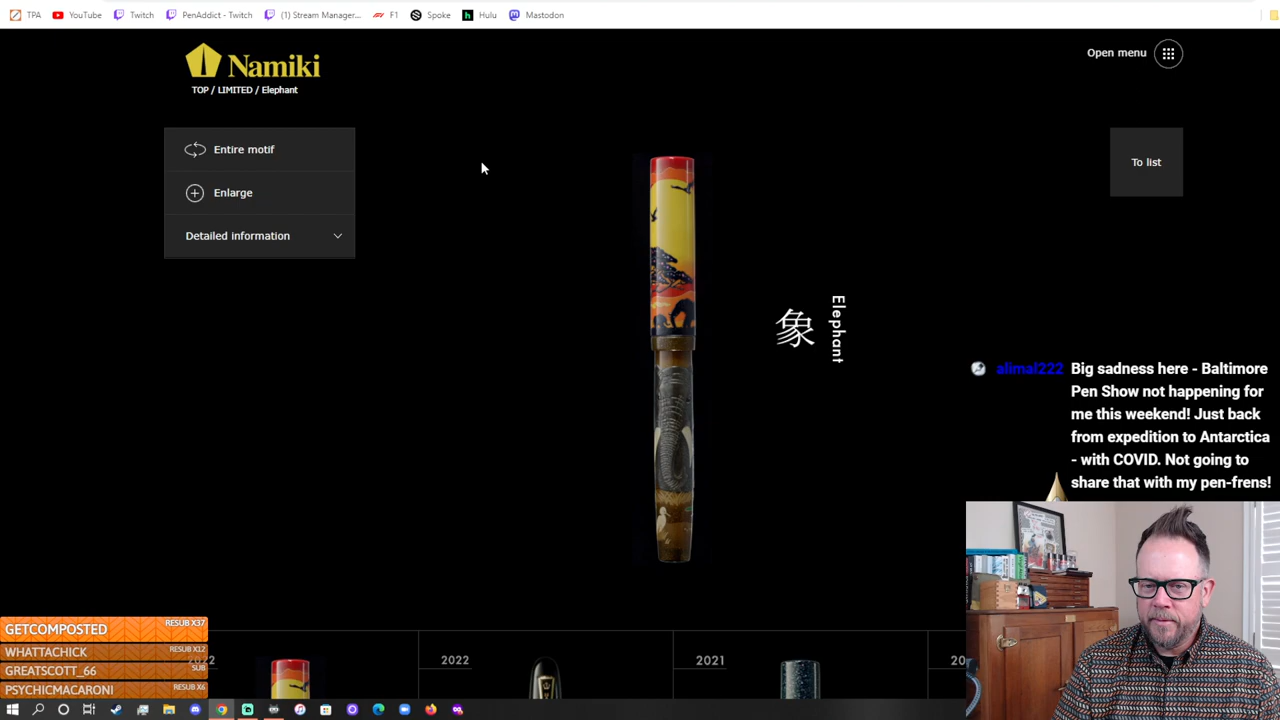 TPA
YouTube
Twitch
PenAddict - Twitch
(1) Stream Manager...
F1
Spoke
Hulu
Mastodon
Namiki
TOP / LIMITED / Elephant
Open menu
Entire motif
Enlarge
Detailed information
To list
象
Elephant
alimal222 Big sadness here - Baltimore
Pen Show not happening for
me this weekend! Just back
from expedition to Antarctica
- with COVID. Not going to
share that with my pen-frens!
GETCOMPOSTED RESUB X37
WHATTACHICK RESUB X12
GREATSCOTT_66 SUB
PSYCHICMACARONI RESUB X6
2022
2022
2021